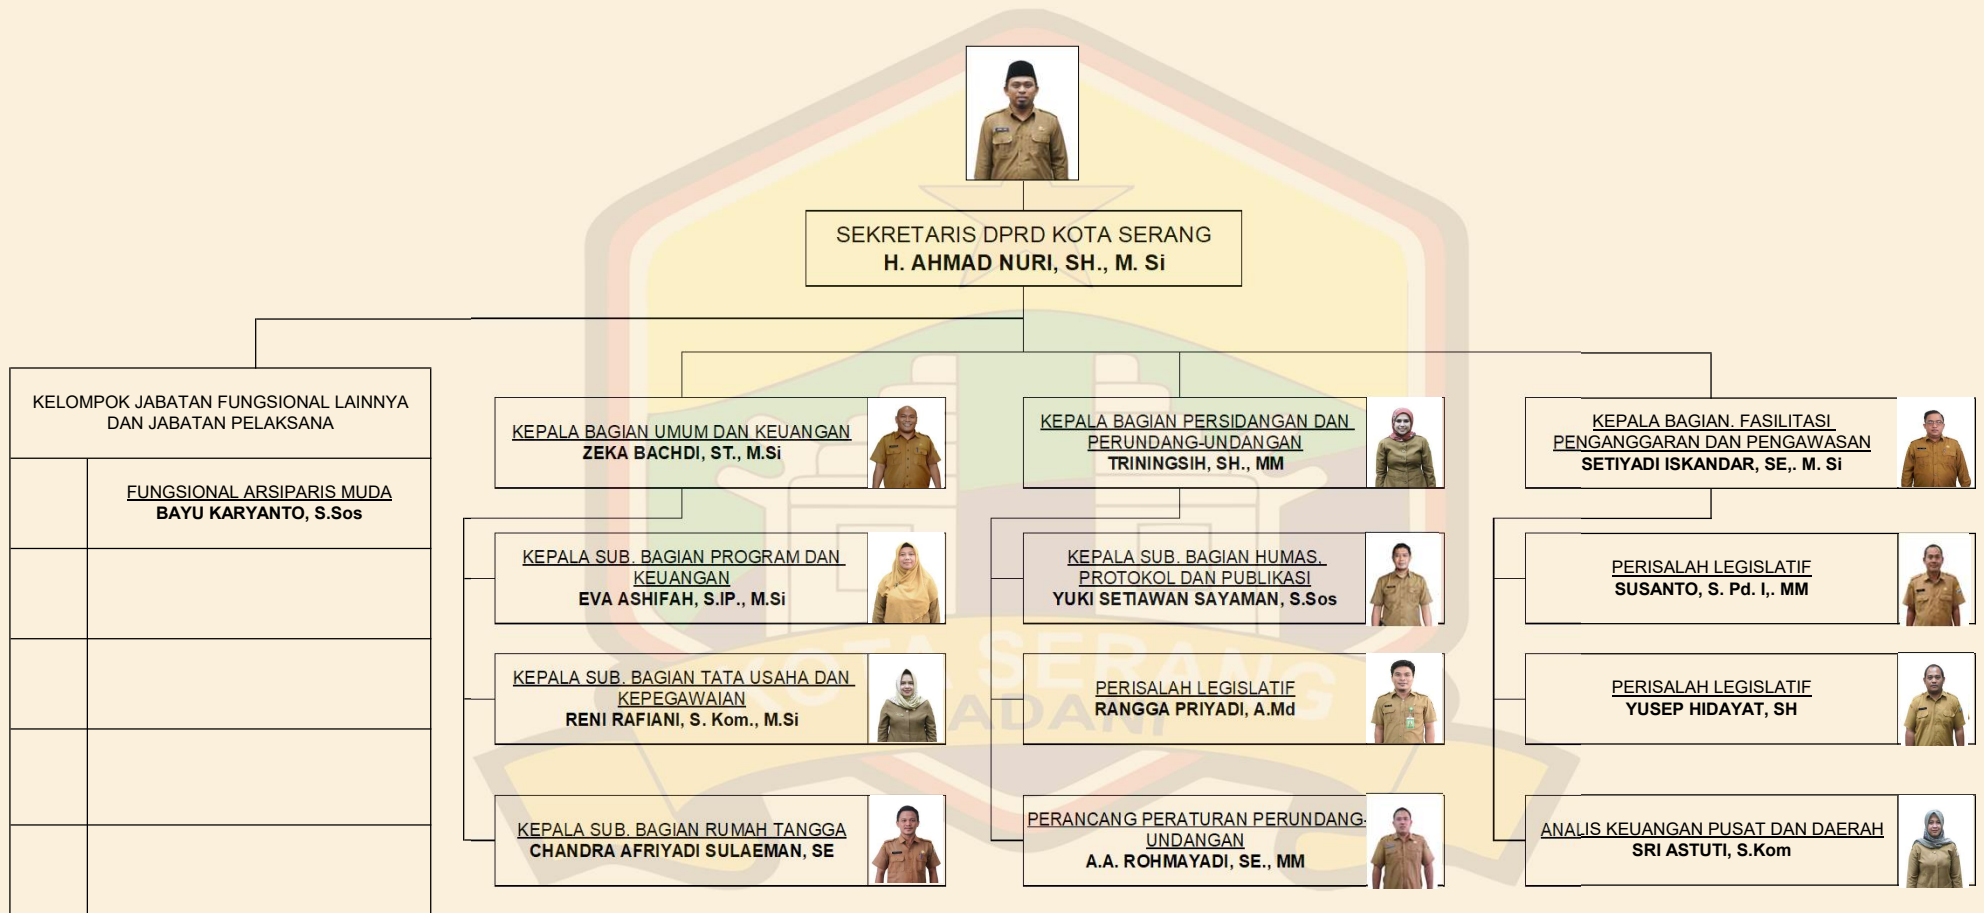 SEKRETARIS DPRD KOTA SERANG
H. AHMAD NURI, SH., M. Si
KELOMPOK JABATAN FUNGSIONAL LAINNYA
DAN JABATAN PELAKSANA
FUNGSIONAL ARSIPARIS MUDA
BAYU KARYANTO, S.Sos
KEPALA BAGIAN UMUM DAN KEUANGAN
ZEKA BACHDI, ST., M.Si
KEPALA SUB. BAGIAN PROGRAM DAN
KEUANGAN
EVA ASHIFAH, S.IP., M.Si
KEPALA SUB. BAGIAN TATA USAHA DAN
KEPEGAWAIAN
RENI RAFIANI, S. Kom., M.Si
KEPALA SUB. BAGIAN RUMAH TANGGA
CHANDRA AFRIYADI SULAEMAN, SE
KEPALA BAGIAN PERSIDANGAN DAN
PERUNDANG-UNDANGAN
TRININGSIH, SH., MM
KEPALA SUB. BAGIAN HUMAS,
PROTOKOL DAN PUBLIKASI
YUKI SETIAWAN SAYAMAN, S.Sos
PERISALAH LEGISLATIF
RANGGA PRIYADI, A.Md
PERANCANG PERATURAN PERUNDANG-
UNDANGAN
A.A. ROHMAYADI, SE., MM
KEPALA BAGIAN. FASILITASI
PENGANGGARAN DAN PENGAWASAN
SETIYADI ISKANDAR, SE,. M. Si
PERISALAH LEGISLATIF
SUSANTO, S. Pd. I,. MM
PERISALAH LEGISLATIF
YUSEP HIDAYAT, SH
ANALIS KEUANGAN PUSAT DAN DAERAH
SRI ASTUTI, S.Kom
KOTA SERANG
MADANI